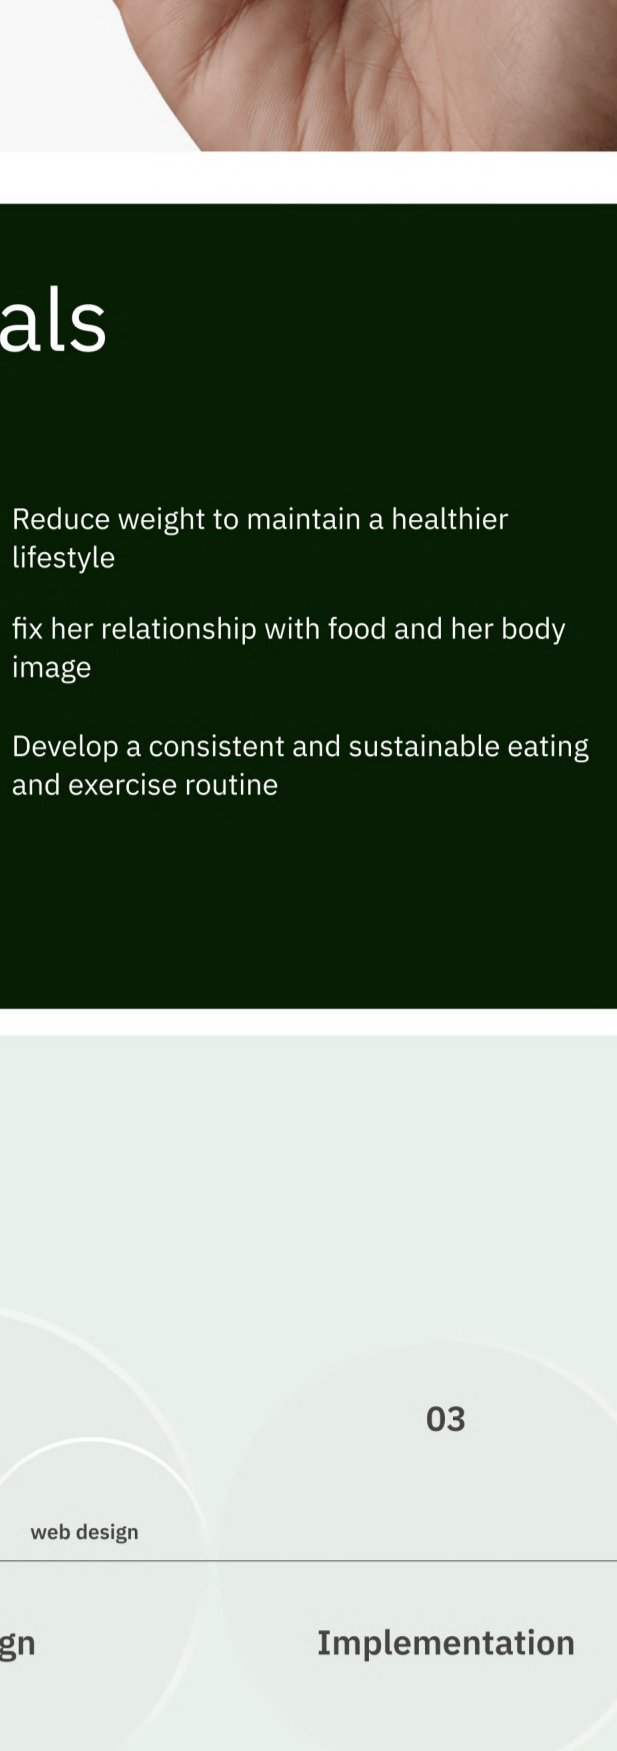 als
Reduce weight to maintain a healthier
lifestyle
fix her relationship with food and her body
image
Develop a consistent and sustainable eating
and exercise routine
03
web design
gn
Implementation